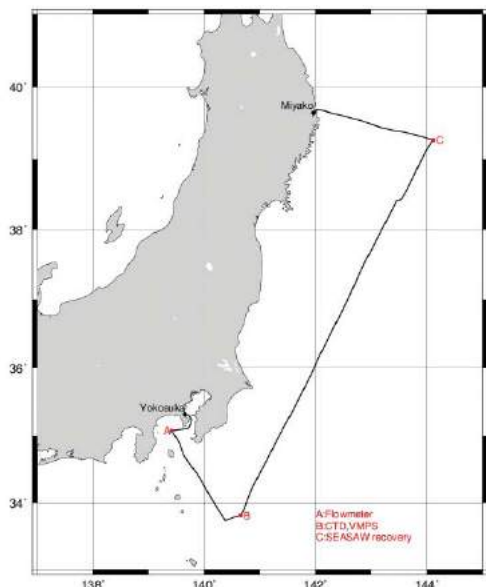 40˚
Miyako
C
38˚
36˚
Yokosuka
A
34˚
B
A:Flowmeter
B:CTD,VMPS
C:SEASAW recovery
138˚
140˚
142˚
144˚